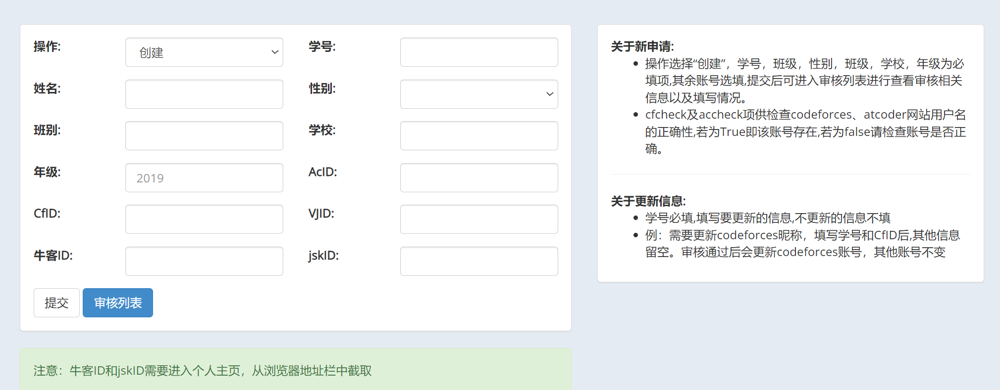 操作: 创建 学号:
姓名: 性别:
班别: 学校:
年级: 2019 AcID:
CfID: VJID:
牛客ID: jskID:
提交 审核列表
注意：牛客ID和jskID需要进入个人主页，从浏览器地址栏中截取
关于新申请:
操作选择“创建”，学号，班级，性别，班级，学校，年级为必
填项,其余账号选填,提交后可进入审核列表进行查看审核相关
信息以及填写情况。
cfcheck及accheck项供检查codeforces、atcoder网站用户名
的正确性,若为True即该账号存在,若为false请检查账号是否正
确。
关于更新信息:
学号必填,填写要更新的信息,不更新的信息不填
例：需要更新codeforces昵称，填写学号和CfID后,其他信息
留空。审核通过后会更新codeforces账号，其他账号不变